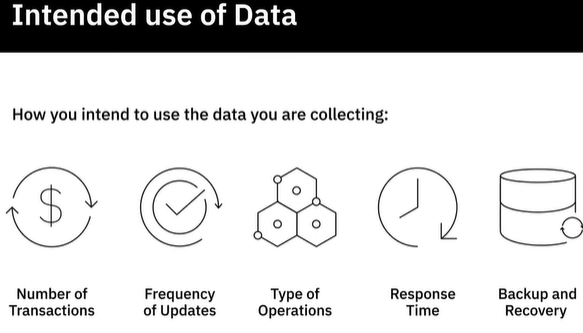 Intended use of Data
How you intend to use the data you are collecting:
$
Number of
Transactions
Frequency
of Updates
Type of
Operations
Response
Time
Backup and
Recovery